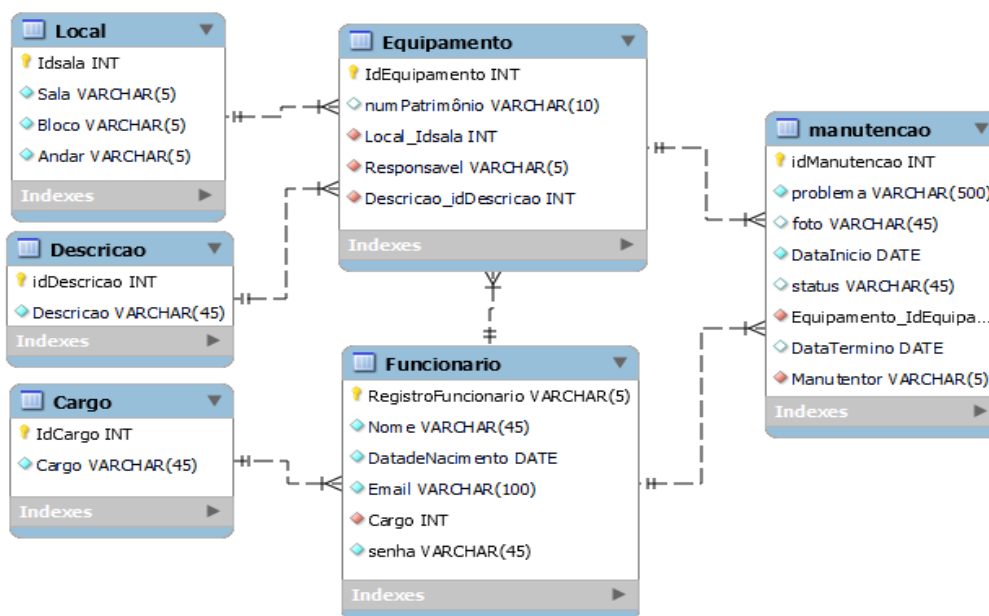 Local
Idsala INT
Sala VARCHAR(5)
Bloco VARCHAR(5)
Andar VARCHAR(5)
Indexes
Descricao
idDescricao INT
Descricao VARCHAR(45)
Indexes
Cargo
IdCargo INT
Cargo VARCHAR(45)
Indexes
Equipamento
IdEquipamento INT
numPatrimônio VARCHAR(10)
Local_Idsala INT
Responsavel VARCHAR(5)
Descricao_idDescricao INT
Indexes
Funcionário
RegistroFuncionario VARCHAR(5)
Nome VARCHAR(45)
DatadeNacimento DATE
Email VARCHAR(100)
Cargo INT
senha VARCHAR(45)
Indexes
manutencao
idManutencao INT
problema VARCHAR(500)
foto VARCHAR(45)
DataInicio DATE
status VARCHAR(45)
Equipamento_IdEquipa...
DataTermino DATE
Manutentor VARCHAR(5)
Indexes